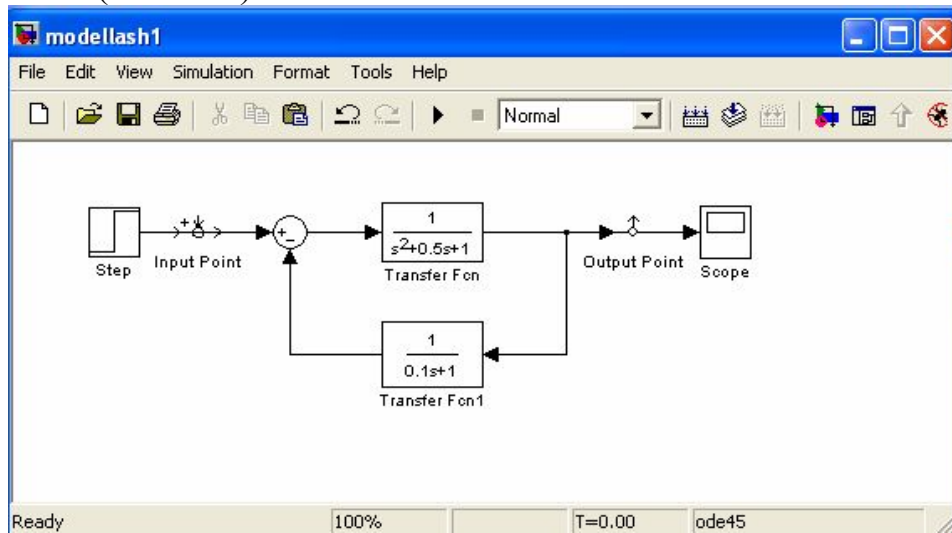 modellash1
File Edit View Simulation Format Tools Help
Normal
+
1
s2+0.5s+1
+
-
Step
Input Point
Transfer Fcn
Output Point
Scope
1
0.1s+1
Transfer Fcn1
Ready 100% T=0.00 ode45